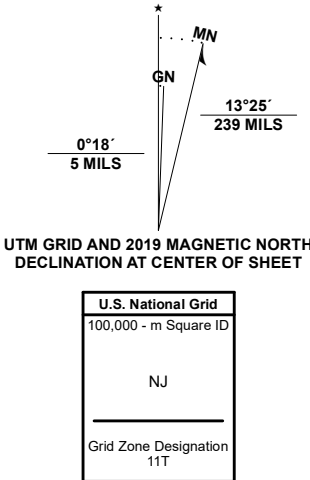 ★
MN
GN
13°25´
239 MILS
0°18´
5 MILS
UTM GRID AND 2019 MAGNETIC NORTH
DECLINATION AT CENTER OF SHEET
U.S. National Grid
100,000 - m Square ID
NJ
Grid Zone Designation
11T